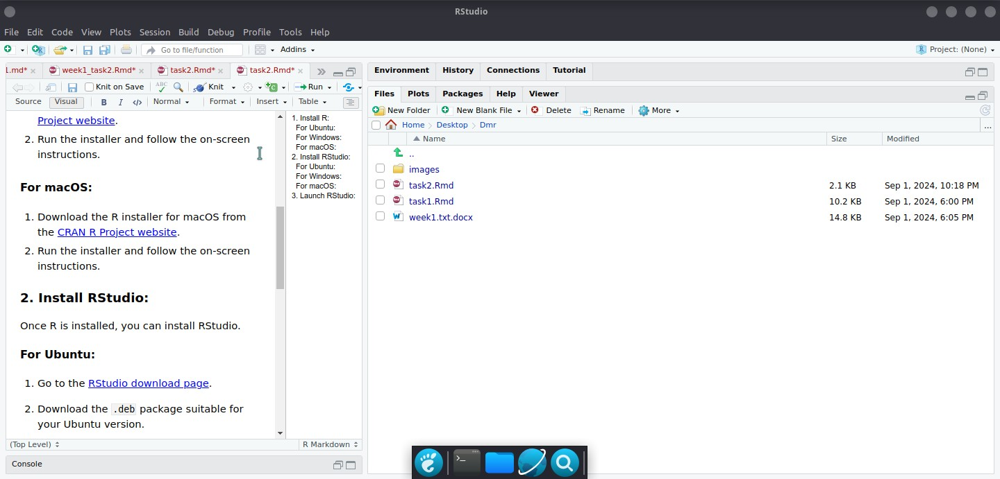 RStudio
File Edit Code View Plots Session Build Debug Profile Tools Help
Go to file/function Addins Project: (None)
1.md* week1_task2.Rmd* task2.Rmd* task2.Rmd*
Knit on Save ABC Knit Run
Source Visual B I </> Normal Format Insert Table
Project website.
2. Run the installer and follow the on-screen
instructions.
For macOS:
1. Download the R installer for macOS from
the CRAN R Project website.
2. Run the installer and follow the on-screen
instructions.
2. Install RStudio:
Once R is installed, you can install RStudio.
For Ubuntu:
1. Go to the RStudio download page.
2. Download the .deb package suitable for
your Ubuntu version.
1. Install R:
For Ubuntu:
For Windows:
For macOS:
2. Install RStudio:
For Ubuntu:
For Windows:
For macOS:
3. Launch RStudio:
(Top Level) R Markdown
Console
Environment History Connections Tutorial
Files Plots Packages Help Viewer
New Folder New Blank File Delete Rename More
Home Desktop Dmr ...
Name Size Modified
..
images
task2.Rmd 2.1 KB Sep 1, 2024, 10:18 PM
task1.Rmd 10.2 KB Sep 1, 2024, 6:00 PM
week1.txt.docx 14.8 KB Sep 1, 2024, 6:05 PM